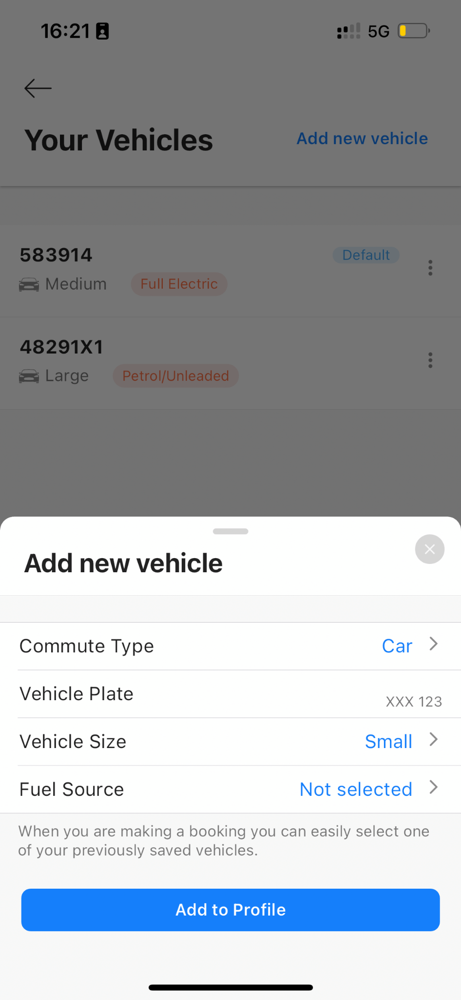 16:21
5G
Your Vehicles
Add new vehicle
583914
Default
Medium
Full Electric
48291X1
Large
Petrol/Unleaded
Add new vehicle
Commute Type
Car
Vehicle Plate
XXX 123
Vehicle Size
Small
Fuel Source
Not selected
When you are making a booking you can easily select one
of your previously saved vehicles.
Add to Profile